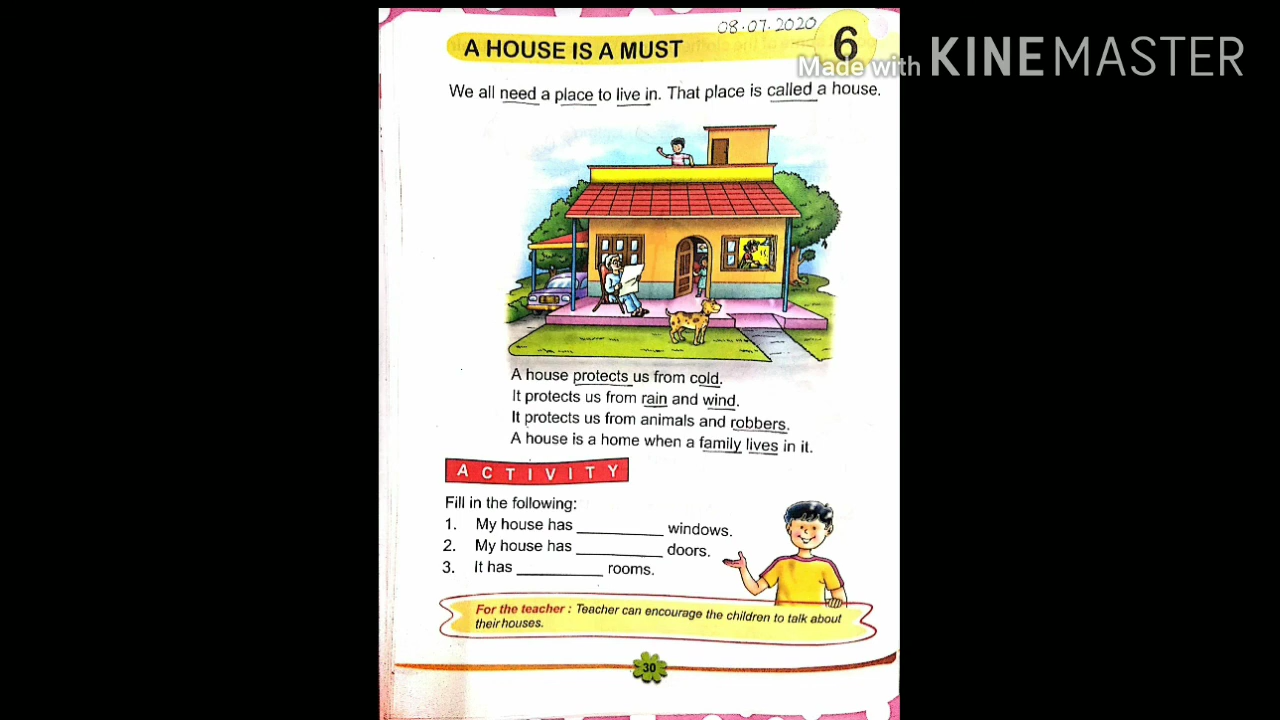 08.07.2020
A HOUSE IS A MUST
6
Made with KINEMASTER
We all need a place to live in. That place is called a house.
A house protects us from cold.
It protects us from rain and wind.
It protects us from animals and robbers.
A house is a home when a family lives in it.
ACTIVITY
Fill in the following:
1. My house has __________ windows.
2. My house has __________ doors.
3. It has __________ rooms.
For the teacher : Teacher can encourage the children to talk about
their houses.
30